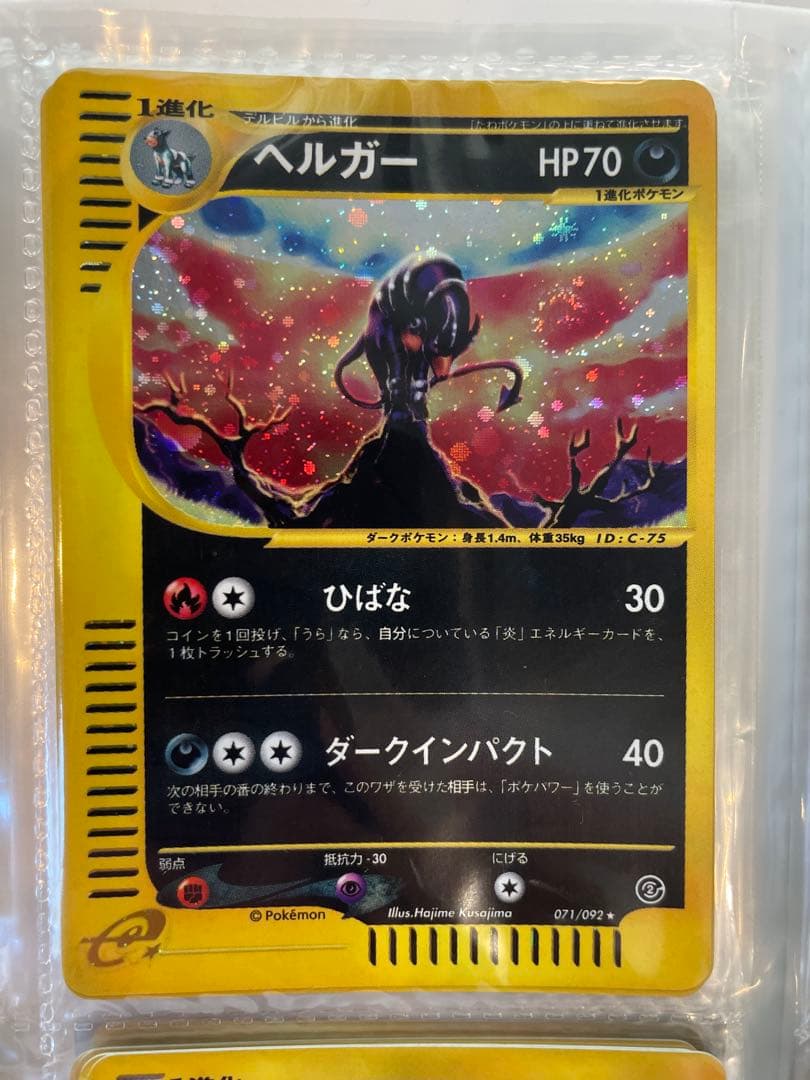 1進化
デルビルから進化
「たねポケモン」の上に重ねて進化させます。
ヘルガー
HP70
1進化ポケモン
ダークポケモン:身長1.4m、体重35kg ID:C-75
ひばな 30
コインを1回投げ、「うら」なら、自分についている「炎」エネルギーカードを、
1枚トラッシュする。
ダークインパクト 40
次の相手の番の終わりまで、このワザを受けた相手は、「ポケパワー」を使うことが
できない。
弱点
抵抗力 -30
にげる
2
© Pokémon
Illus.Hajime Kusajima
071/092 ★
e